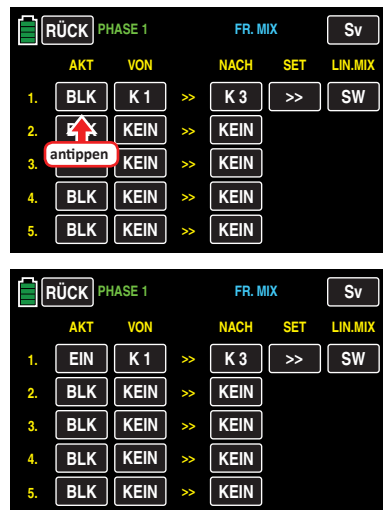 RÜCK PHASE 1 FR. MIX Sv
AKT VON NACH SET LIN.MIX
1. BLK K 1 >> K 3 >> SW
2. KEIN >> KEIN
antippen
3. KEIN >> KEIN
4. BLK KEIN >> KEIN
5. BLK KEIN >> KEIN
RÜCK PHASE 1 FR. MIX Sv
AKT VON NACH SET LIN.MIX
1. EIN K 1 >> K 3 >> SW
2. BLK KEIN >> KEIN
3. BLK KEIN >> KEIN
4. BLK KEIN >> KEIN
5. BLK KEIN >> KEIN